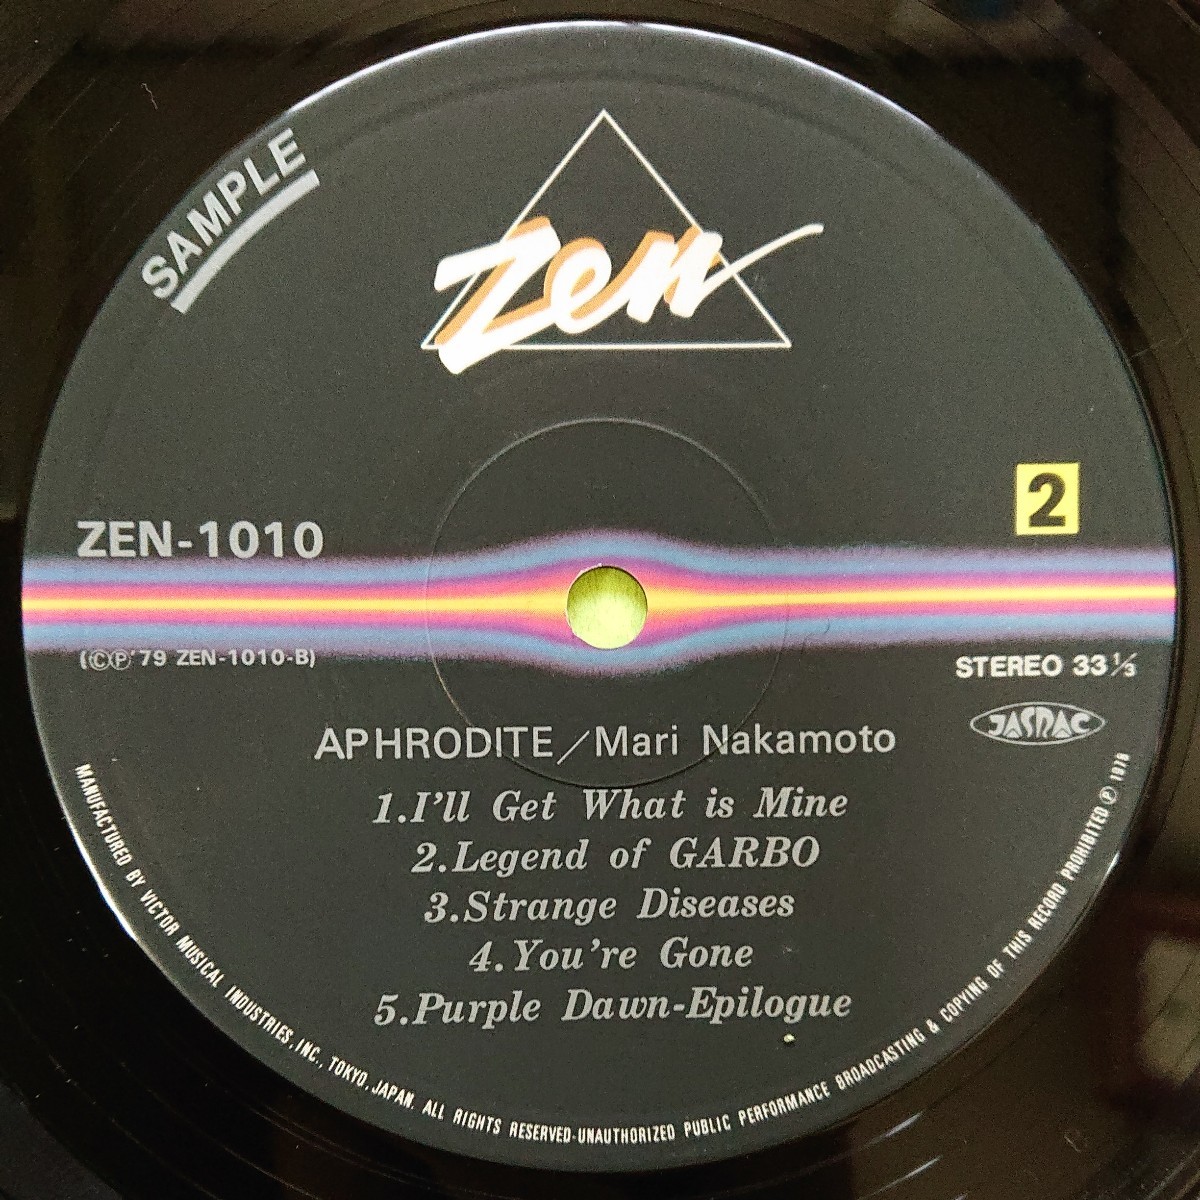 SAMPLE
Zen
2
ZEN-1010
(©℗'79 ZEN-1010-B)
STEREO 33⅓
JASRAC
APHRODITE/Mari Nakamoto
1.I'll Get What is Mine
2.Legend of GARBO
3.Strange Diseases
4.You're Gone
5.Purple Dawn-Epilogue
MANUFACTURED BY VICTOR MUSICAL INDUSTRIES, INC., TOKYO, JAPAN. ALL RIGHTS RESERVED-UNAUTHORIZED PUBLIC PERFORMANCE BROADCASTING & COPYING OF THIS RECORD PROHIBITED ℗ 1978